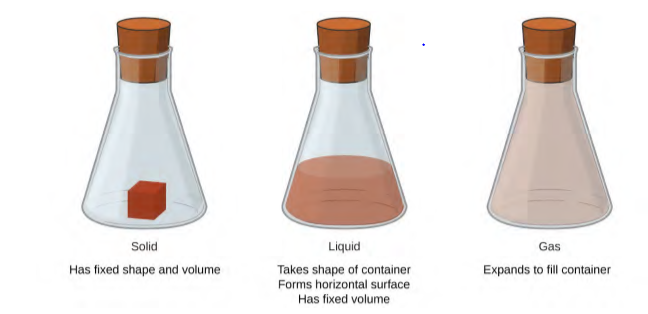 Solid
Has fixed shape and volume
Liquid
Takes shape of container
Forms horizontal surface
Has fixed volume
Gas
Expands to fill container